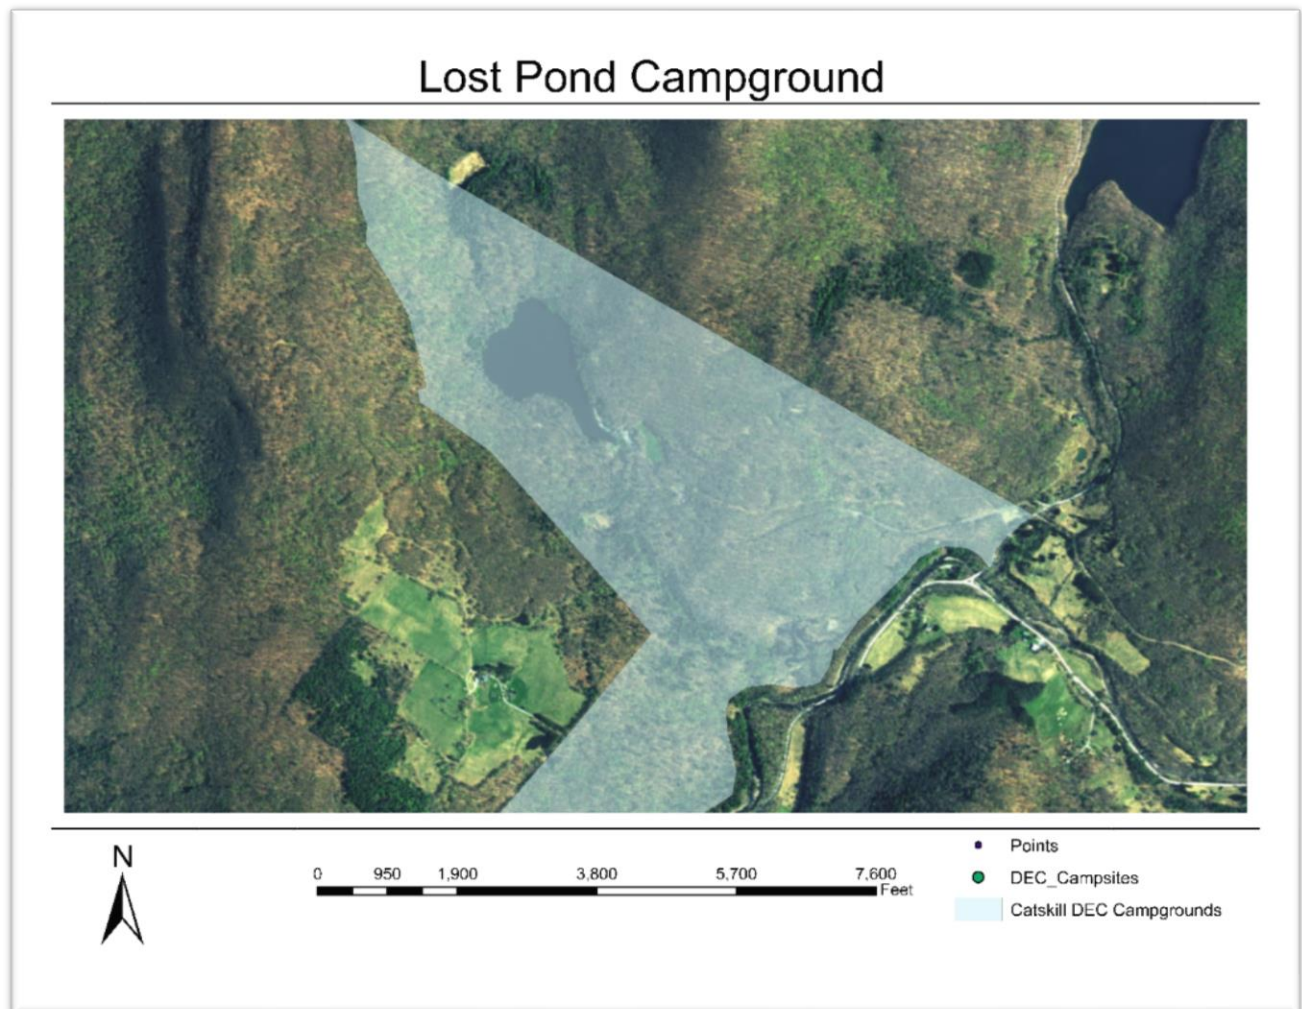 Lost Pond Campground
N
0 950 1,900 3,800 5,700 7,600
Feet
Points
DEC_Campsites
Catskill DEC Campgrounds